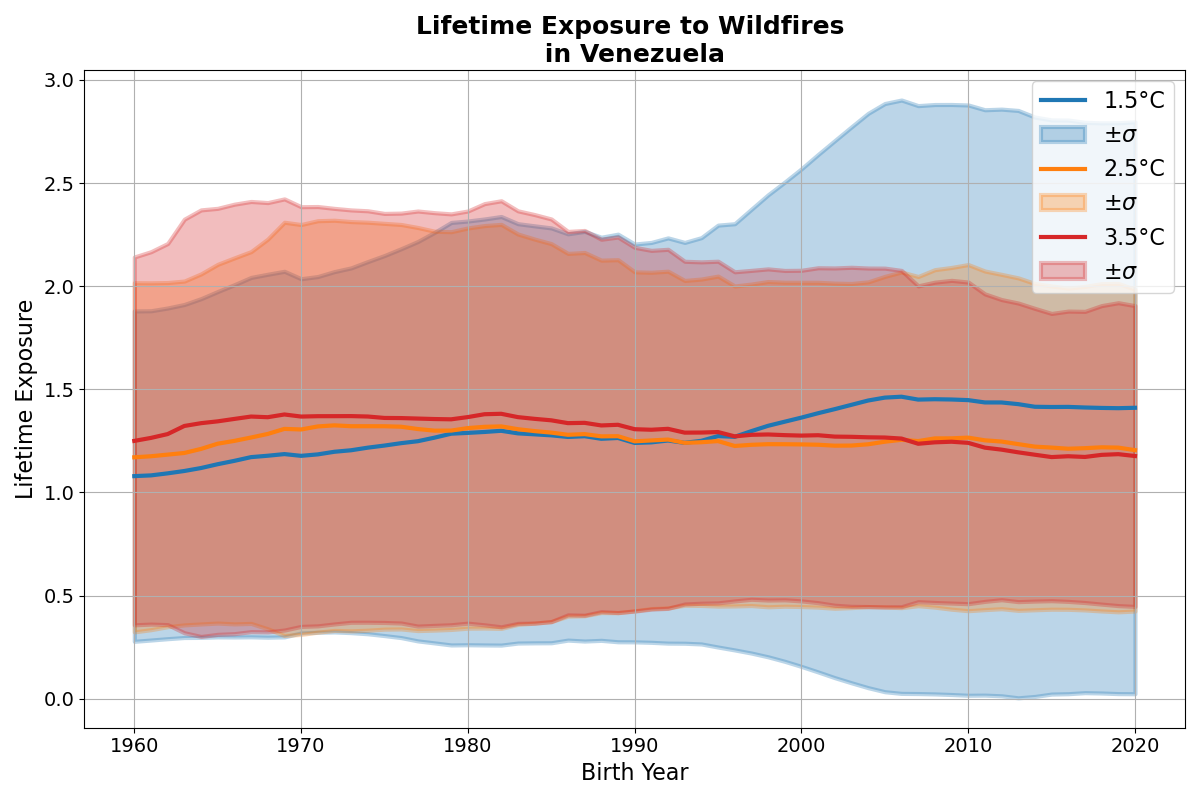 Lifetime Exposure to Wildfires
in Venezuela
3.0
2.5
2.0
1.5
1.0
0.5
0.0
Lifetime Exposure
1.5°C
±σ
2.5°C
±σ
3.5°C
±σ
1960 1970 1980 1990 2000 2010 2020
Birth Year